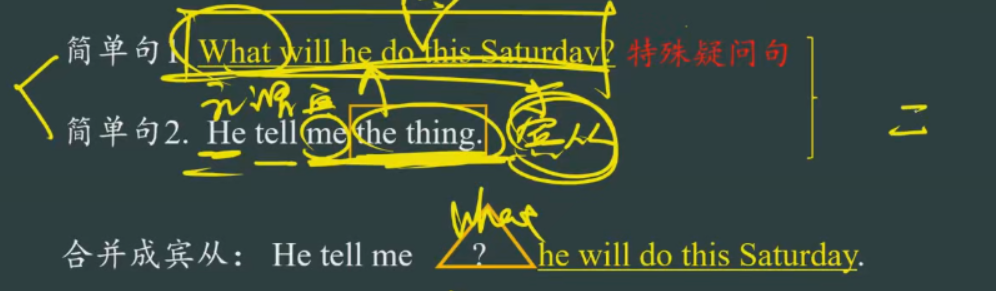 简单句1. What will he do this Saturday? 特殊疑问句
简单句2. He tell me the thing. 宾从 =
What
合并成宾从： He tell me ? he will do this Saturday.